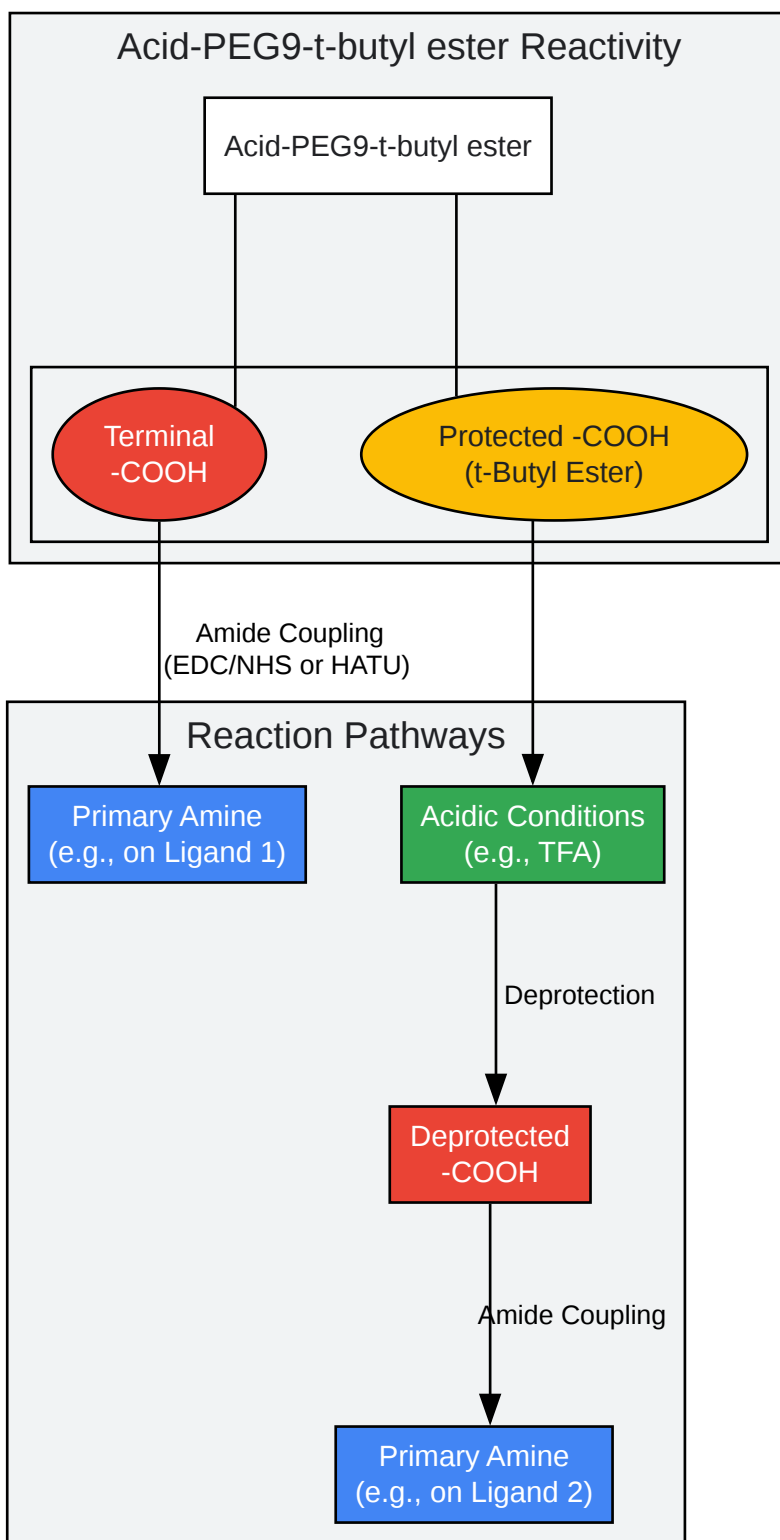 Acid-PEG9-t-butyl ester Reactivity
Acid-PEG9-t-butyl ester
Terminal
-COOH
Protected -COOH
(t-Butyl Ester)
Amide Coupling
(EDC/NHS or HATU)
Reaction Pathways
Primary Amine
(e.g., on Ligand 1)
Acidic Conditions
(e.g., TFA)
Deprotection
Deprotected
-COOH
Amide Coupling
Primary Amine
(e.g., on Ligand 2)